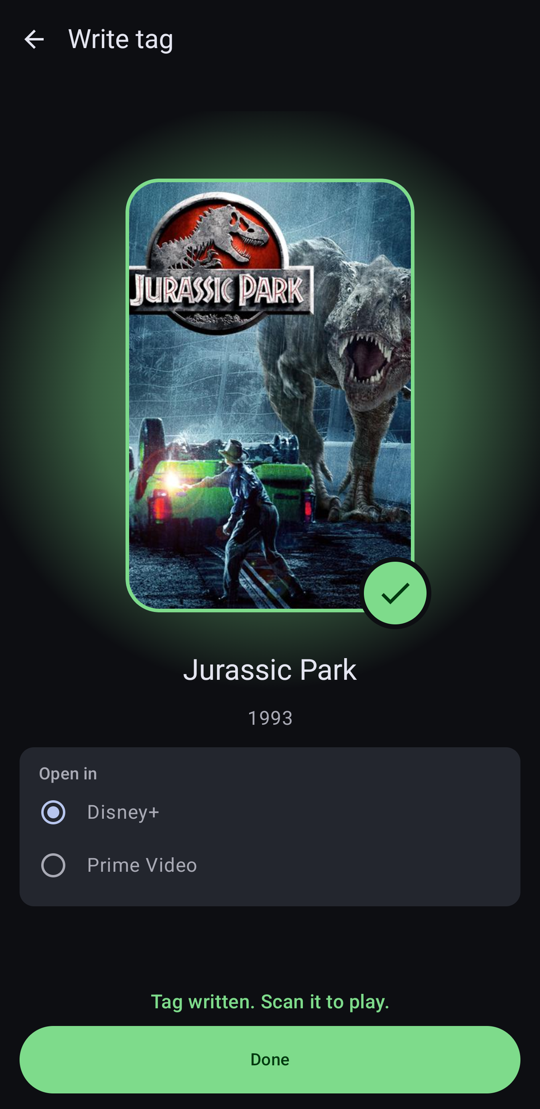 Write tag
JURASSIC PARK
Jurassic Park
1993
Open in
Disney+
Prime Video
Tag written. Scan it to play.
Done